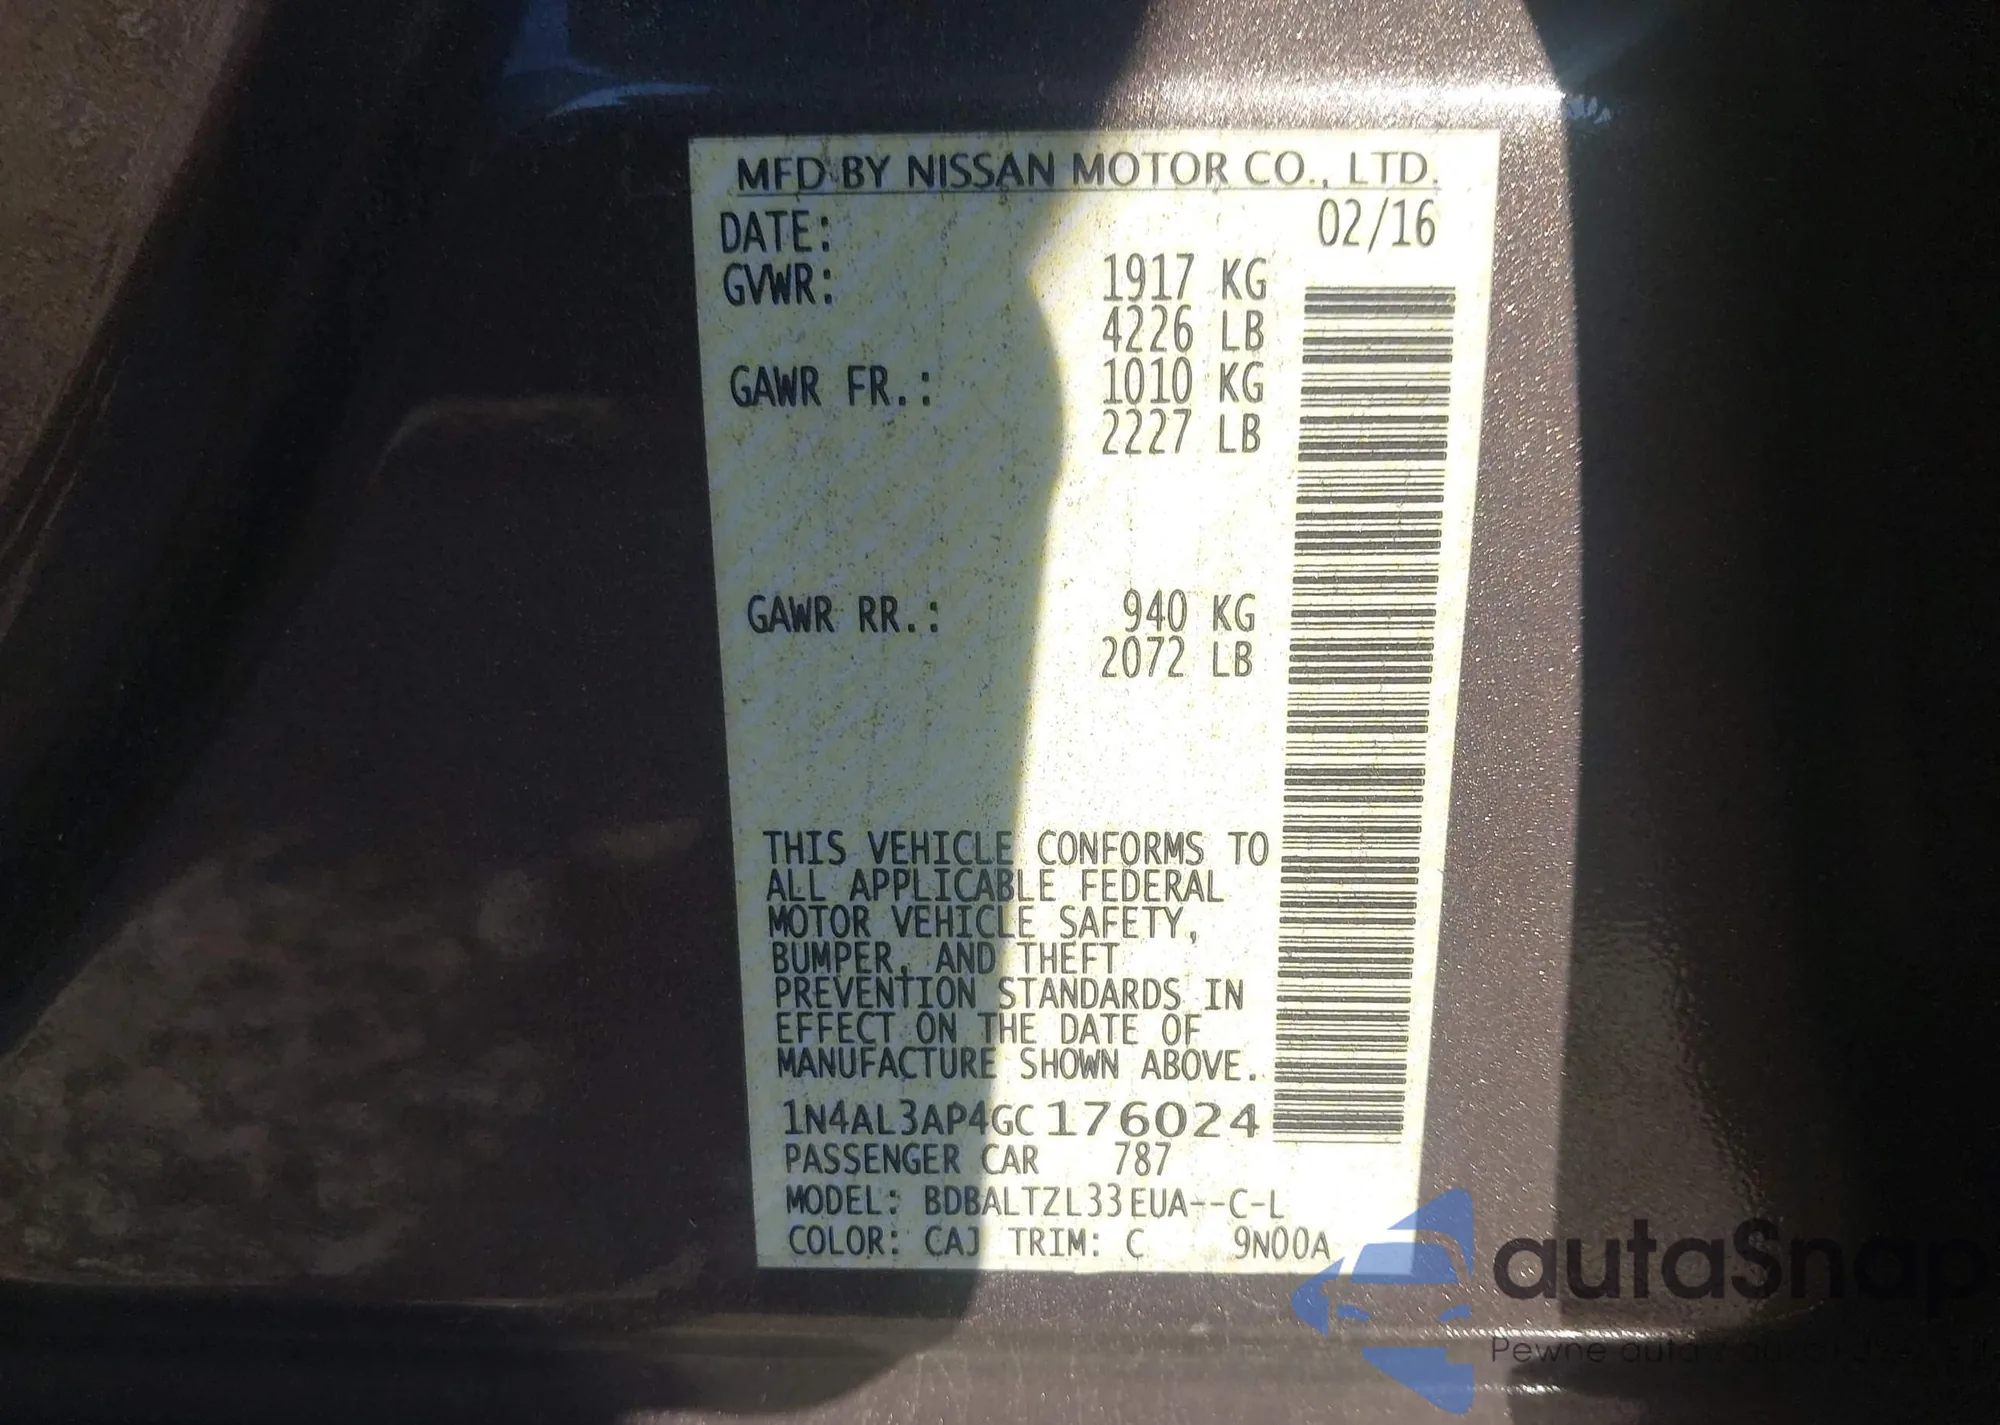 MFD BY NISSAN MOTOR CO., LTD.
DATE: 02/16
GVWR: 1917 KG
4226 LB
GAWR FR.: 1010 KG
2227 LB
GAWR RR.: 940 KG
2072 LB
THIS VEHICLE CONFORMS TO
ALL APPLICABLE FEDERAL
MOTOR VEHICLE SAFETY,
BUMPER, AND THEFT
PREVENTION STANDARDS IN
EFFECT ON THE DATE OF
MANUFACTURE SHOWN ABOVE.
1N4AL3AP4GC176024
PASSENGER CAR 787
MODEL: BDBALTZL33EUA--C-L
COLOR: CAJ TRIM: C 9N00A
autaSnap
Pewne auta